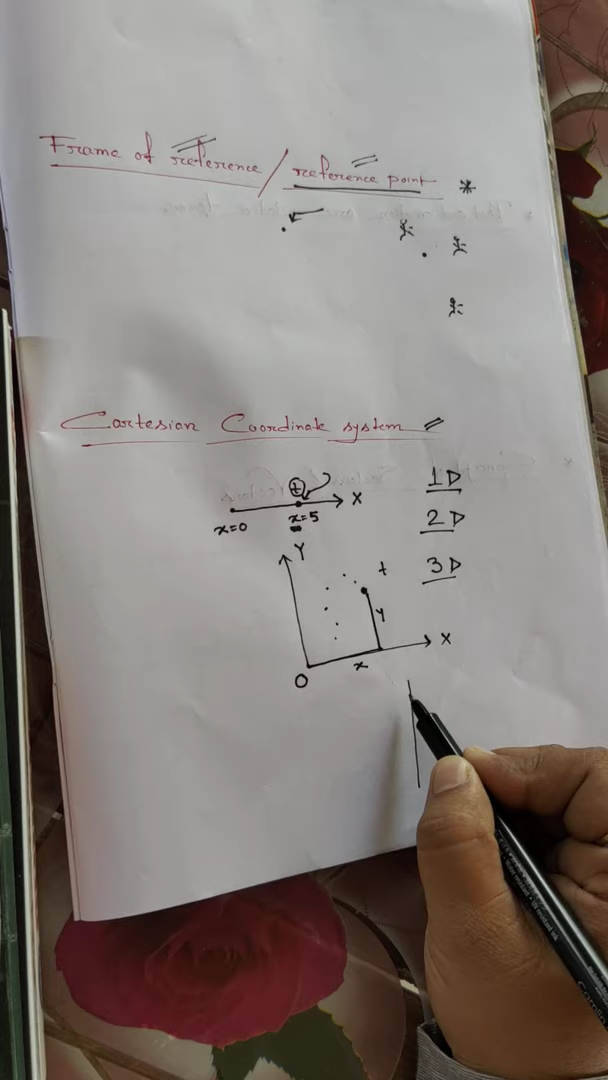 Frame of reference / reference point *
Cartesian Coordinate system
1D
t
X
x=0
x=5
2D
Y
t
3D
y
X
x
O